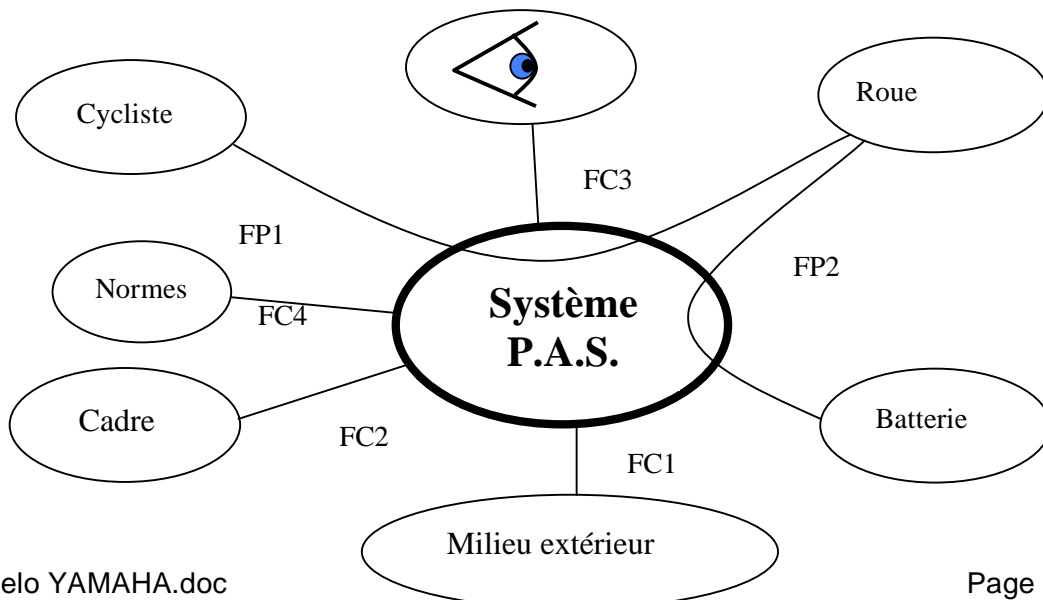 Cycliste
Roue
FC3
FP1
FP2
Normes
FC4
Système
P.A.S.
Cadre
Batterie
FC2
FC1
Milieu extérieur
elo YAMAHA.doc
Page